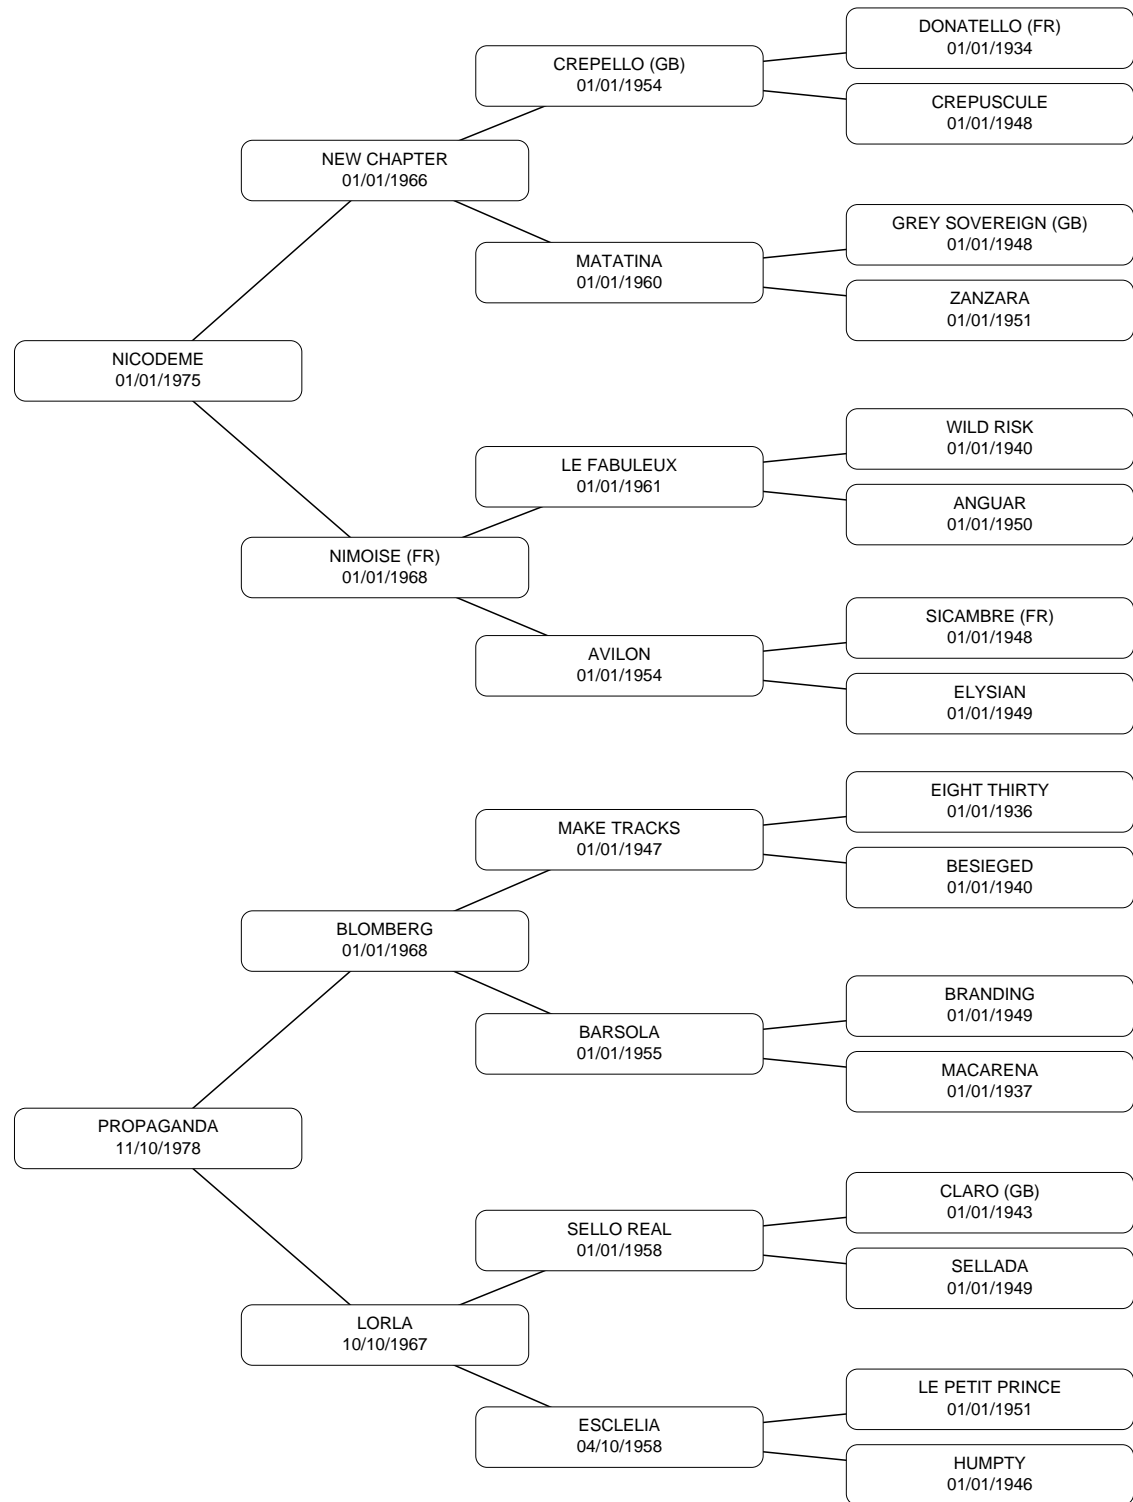 DONATELLO (FR)
01/01/1934
CREPELLO (GB)
01/01/1954
CREPUSCULE
01/01/1948
NEW CHAPTER
01/01/1966
GREY SOVEREIGN (GB)
01/01/1948
MATATINA
01/01/1960
ZANZARA
01/01/1951
NICODEME
01/01/1975
WILD RISK
01/01/1940
LE FABULEUX
01/01/1961
ANGUAR
01/01/1950
NIMOISE (FR)
01/01/1968
SICAMBRE (FR)
01/01/1948
AVILON
01/01/1954
ELYSIAN
01/01/1949
EIGHT THIRTY
01/01/1936
MAKE TRACKS
01/01/1947
BESIEGED
01/01/1940
BLOMBERG
01/01/1968
BRANDING
01/01/1949
BARSOLA
01/01/1955
MACARENA
01/01/1937
PROPAGANDA
11/10/1978
CLARO (GB)
01/01/1943
SELLO REAL
01/01/1958
SELLADA
01/01/1949
LORLA
10/10/1967
LE PETIT PRINCE
01/01/1951
ESCLELIA
04/10/1958
HUMPTY
01/01/1946